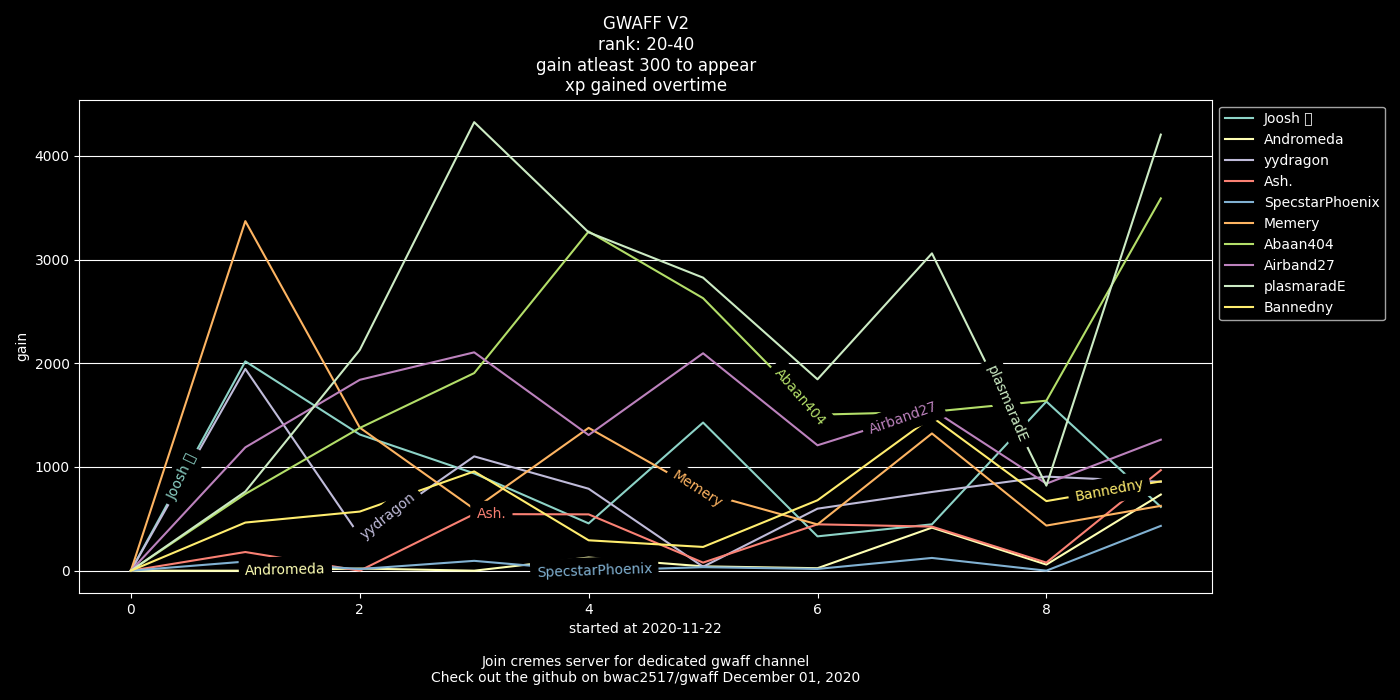 GWAFF V2
rank: 20-40
gain atleast 300 to appear
xp gained overtime
gain
4000
3000
2000
1000
0
0
2
4
6
8
Joosh
Andromeda
yydragon
Ash.
SpecstarPhoenix
Memery
Abaan404
Airband27
plasmaradE
Bannedny
Joosh
Andromeda
yydragon
Ash.
SpecstarPhoenix
Memery
Abaan404
Airband27
plasmaradE
Bannedny
started at 2020-11-22
Join cremes server for dedicated gwaff channel
Check out the github on bwac2517/gwaff December 01, 2020